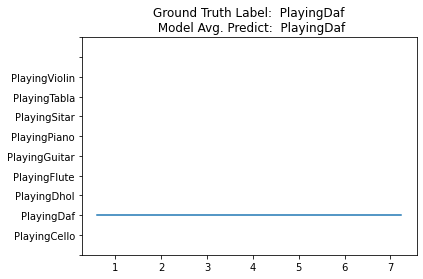 Ground Truth Label: PlayingDaf
Model Avg. Predict: PlayingDaf
PlayingViolin
PlayingTabla
PlayingSitar
PlayingPiano
PlayingGuitar
PlayingFlute
PlayingDhol
PlayingDaf
PlayingCello
1 2 3 4 5 6 7